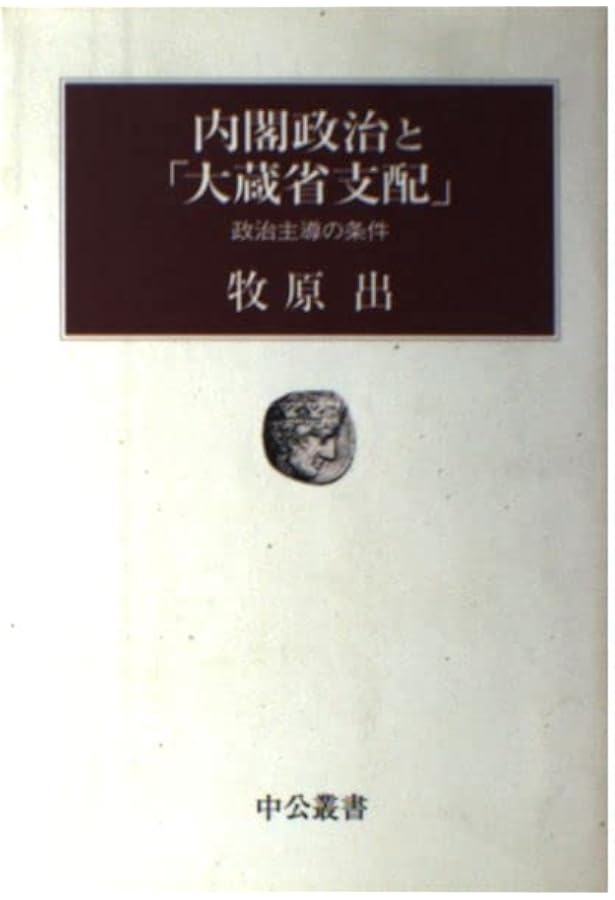 内閣政治と
「大蔵省支配」
政治主導の条件
牧原 出
中公叢書